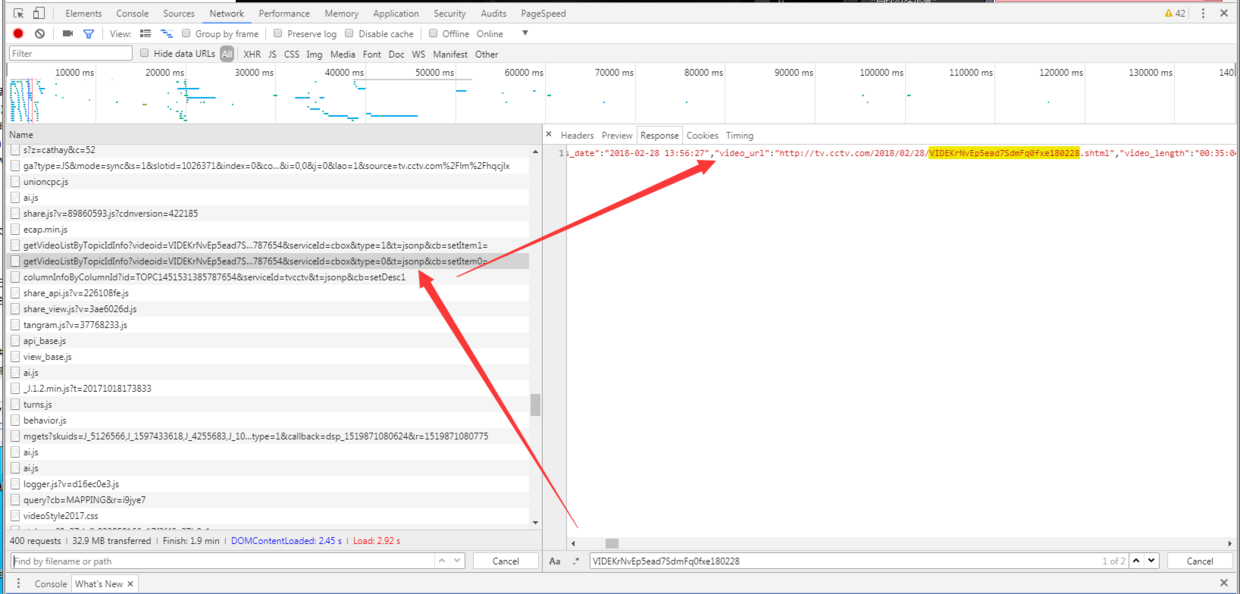 Elements Console Sources Network Performance Memory Application Security Audits PageSpeed 42
View: Group by frame Preserve log Disable cache Offline Online
Filter Hide data URLs All XHR JS CSS Img Media Font Doc WS Manifest Other
10000 ms 20000 ms 30000 ms 40000 ms 50000 ms 60000 ms 70000 ms 80000 ms 90000 ms 100000 ms 110000 ms 120000 ms 130000 ms 140
Name
Headers Preview Response Cookies Timing
s?z=cathay&c=52
1 s_date":"2018-02-28 13:56:27","video_url":"http://tv.cctv.com/2018/02/28/VIDEKrNvEp5ead7SdmFq0fxe180228.shtml","video_length":"00:35:04
ga?type=JS&mode=sync&s=1&slotid=1026371&index=0&co...&i=0,0&j=0&lao=1&source=tv.cctv.com%2Flm%2Fhqcjlx
unioncpc.js
ai.js
share.js?v=89860593.js?cdnversion=422185
ecap.min.js
getVideoListByTopicIdInfo?videoid=VIDEKrNvEp5ead7S...787654&serviceId=cbox&type=1&t=jsonp&cb=setItem1=
getVideoListByTopicIdInfo?videoid=VIDEKrNvEp5ead7S...787654&serviceId=cbox&type=0&t=jsonp&cb=setItem0=
columnInfoByColumnId?id=TOPC1451531385787654&serviceId=tvcctv&t=jsonp&cb=setDesc1
share_api.js?v=226108fe.js
share_view.js?v=3ae6026d.js
tangram.js?v=37768233.js
api_base.js
view_base.js
ai.js
_J.1.2.min.js?t=20171018173833
turns.js
behavior.js
mgets?skuids=J_5126566,J_1597433618,J_4255683,J_10...type=1&callback=dsp_1519871080624&r=1519871080775
ai.js
ai.js
logger.js?v=d16ec0e3.js
query?cb=MAPPING&r=i9jye7
videoStyle2017.css
400 requests | 32.9 MB transferred | Finish: 1.9 min | DOMContentLoaded: 2.45 s | Load: 2.92 s
Find by filename or path Cancel Aa .* VIDEKrNvEp5ead7SdmFq0fxe180228 1 of 2 Cancel
Console What's New